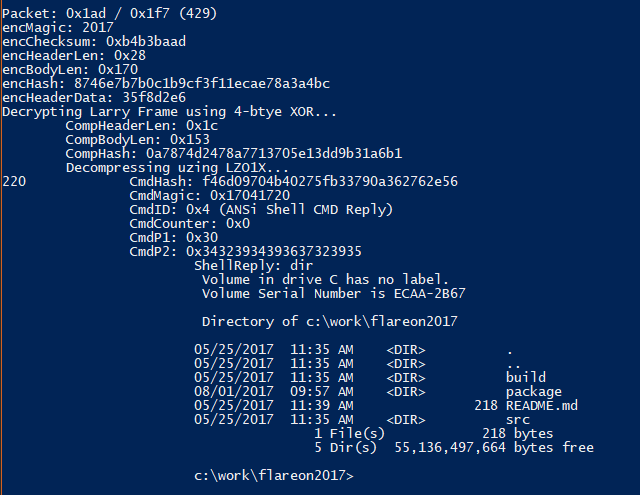 Packet: 0x1ad / 0x1f7 (429)
encMagic: 2017
encChecksum: 0xb4b3baad
encHeaderLen: 0x28
encBodyLen: 0x170
encHash: 8746e7b7b0c1b9cf3f11ecae78a3a4bc
encHeaderData: 35f8d2e6
Decrypting Larry Frame using 4-btye XOR...
CompHeaderLen: 0x1c
CompBodyLen: 0x153
CompHash: 0a7874d2478a7713705e13dd9b31a6b1
Decompressing uzing LZO1X...
220 CmdHash: f46d09704b40275fb33790a362762e56
CmdMagic: 0x17041720
CmdID: 0x4 (ANSi Shell CMD Reply)
CmdCounter: 0x0
CmdP1: 0x30
CmdP2: 0x34323934393637323935
ShellReply: dir
Volume in drive C has no label.
Volume Serial Number is ECAA-2B67
Directory of c:\work\flareon2017
05/25/2017 11:35 AM <DIR> .
05/25/2017 11:35 AM <DIR> ..
05/25/2017 11:35 AM <DIR> build
08/01/2017 09:57 AM <DIR> package
05/25/2017 11:39 AM 218 README.md
05/25/2017 11:35 AM <DIR> src
1 File(s) 218 bytes
5 Dir(s) 55,136,497,664 bytes free
c:\work\flareon2017>